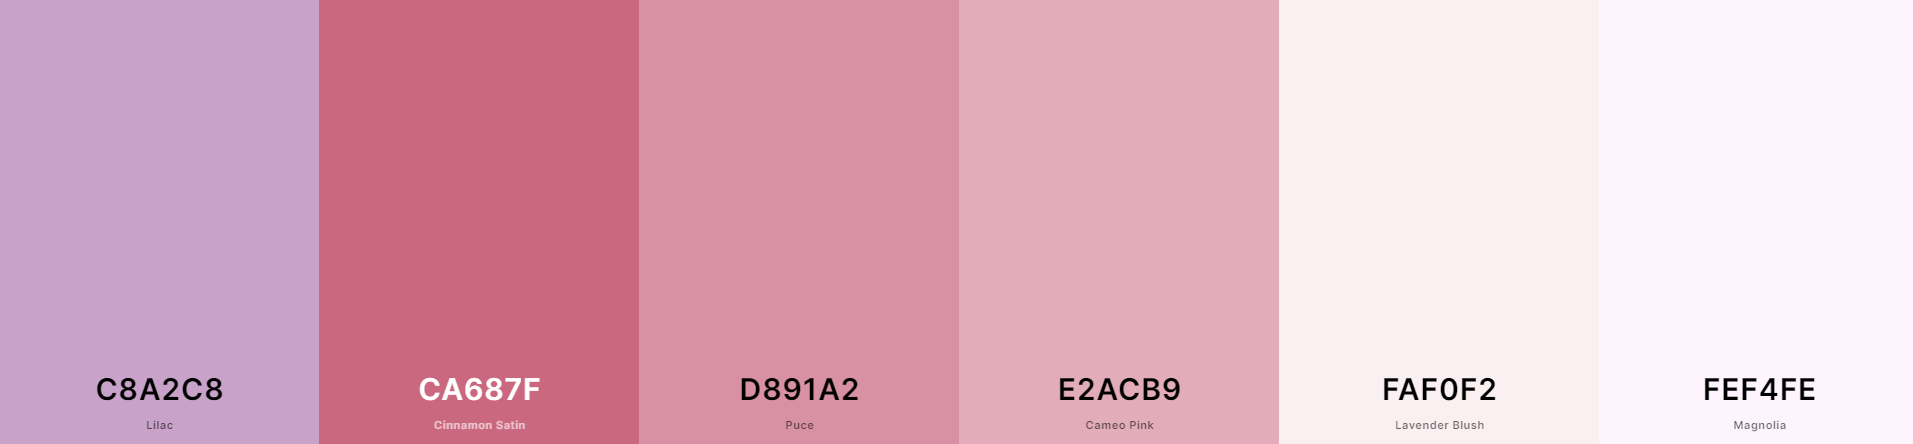 C8A2C8
Lilac
CA687F
Cinnamon Satin
D891A2
Puce
E2ACB9
Cameo Pink
FAF0F2
Lavender Blush
FEF4FE
Magnolia